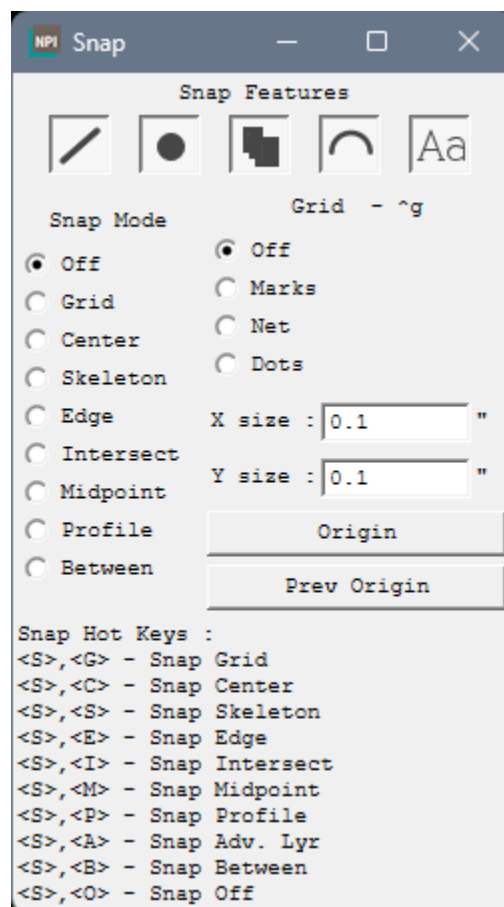 NPI Snap
Snap Features
Aa
Snap Mode
Off
Grid
Center
Skeleton
Edge
Intersect
Midpoint
Profile
Between
Grid - ^g
Off
Marks
Net
Dots
X size : 0.1 "
Y size : 0.1 "
Origin
Prev Origin
Snap Hot Keys :
<S>,<G> - Snap Grid
<S>,<C> - Snap Center
<S>,<S> - Snap Skeleton
<S>,<E> - Snap Edge
<S>,<I> - Snap Intersect
<S>,<M> - Snap Midpoint
<S>,<P> - Snap Profile
<S>,<A> - Snap Adv. Lyr
<S>,<B> - Snap Between
<S>,<O> - Snap Off